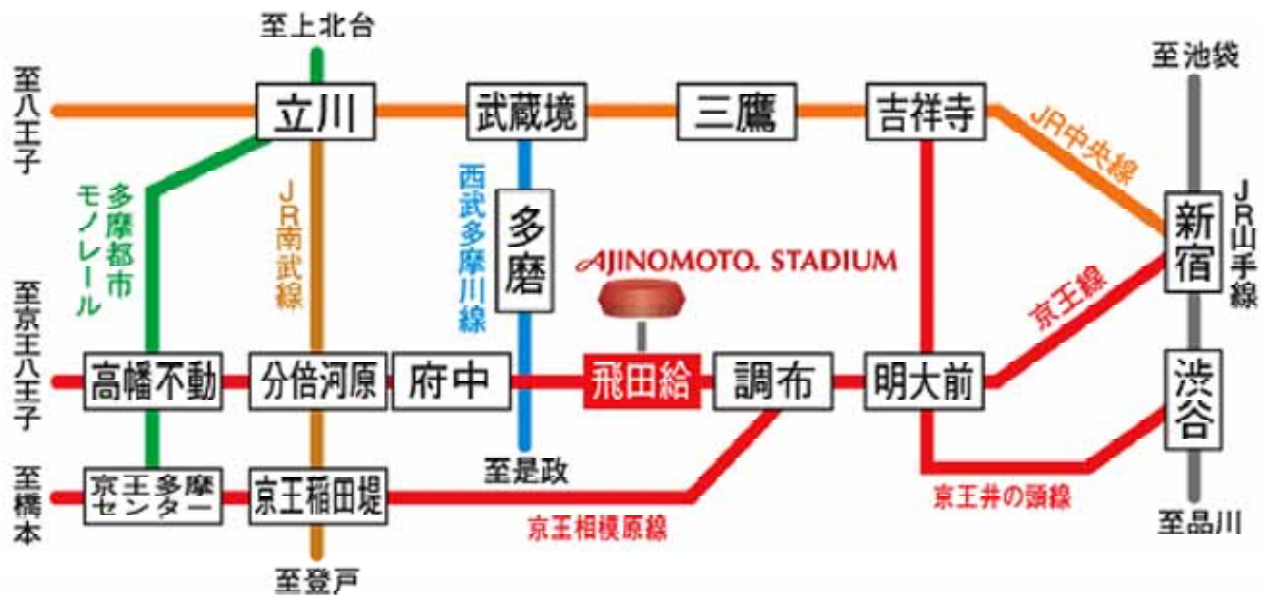 至上北台
至池袋
至八王子
立川
武蔵境
三鷹
吉祥寺
JR中央線
多摩都市
モノレール
JR南武線
西武多摩川線
多磨
AJINOMOTO. STADIUM
新宿
JR山手線
京王線
至京王八王子
高幡不動
分倍河原
府中
飛田給
調布
明大前
渋谷
至橋本
京王多摩
センター
京王稲田堤
至是政
京王相模原線
京王井の頭線
至品川
至登戸